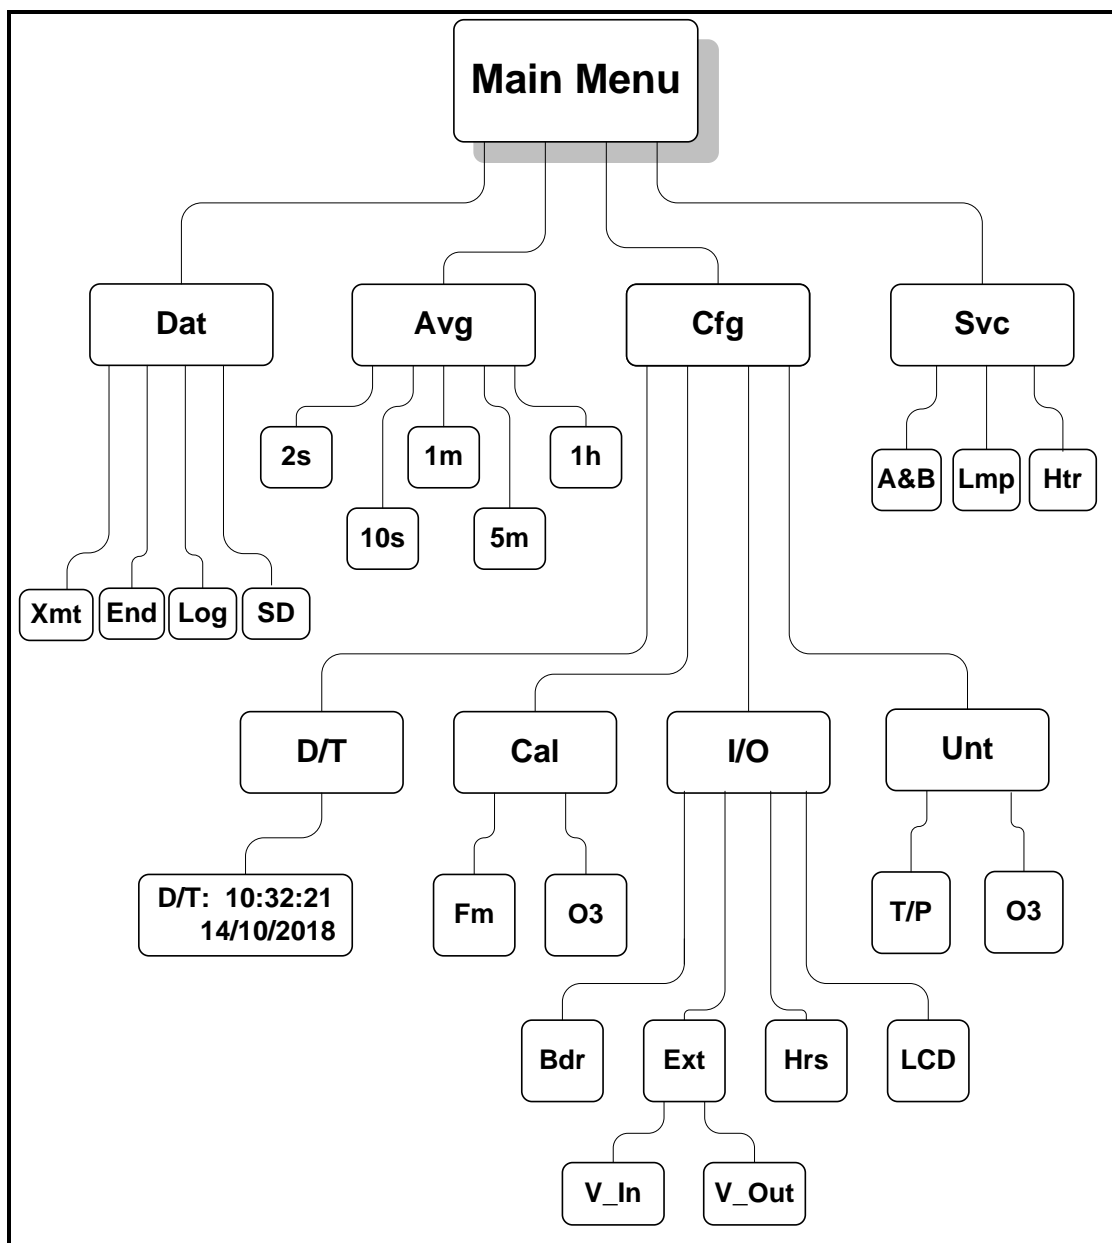 Main Menu
Dat
Avg
Cfg
Svc
2s
1m
1h
A&B
Lmp
Htr
10s
5m
Xmt
End
Log
SD
D/T
Cal
I/O
Unt
D/T: 10:32:21
14/10/2018
Fm
O3
T/P
O3
Bdr
Ext
Hrs
LCD
V_In
V_Out